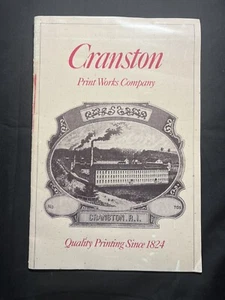 Cranston
Print Works Company
CRANSTON. R.I.
Quality Printing Since 1824